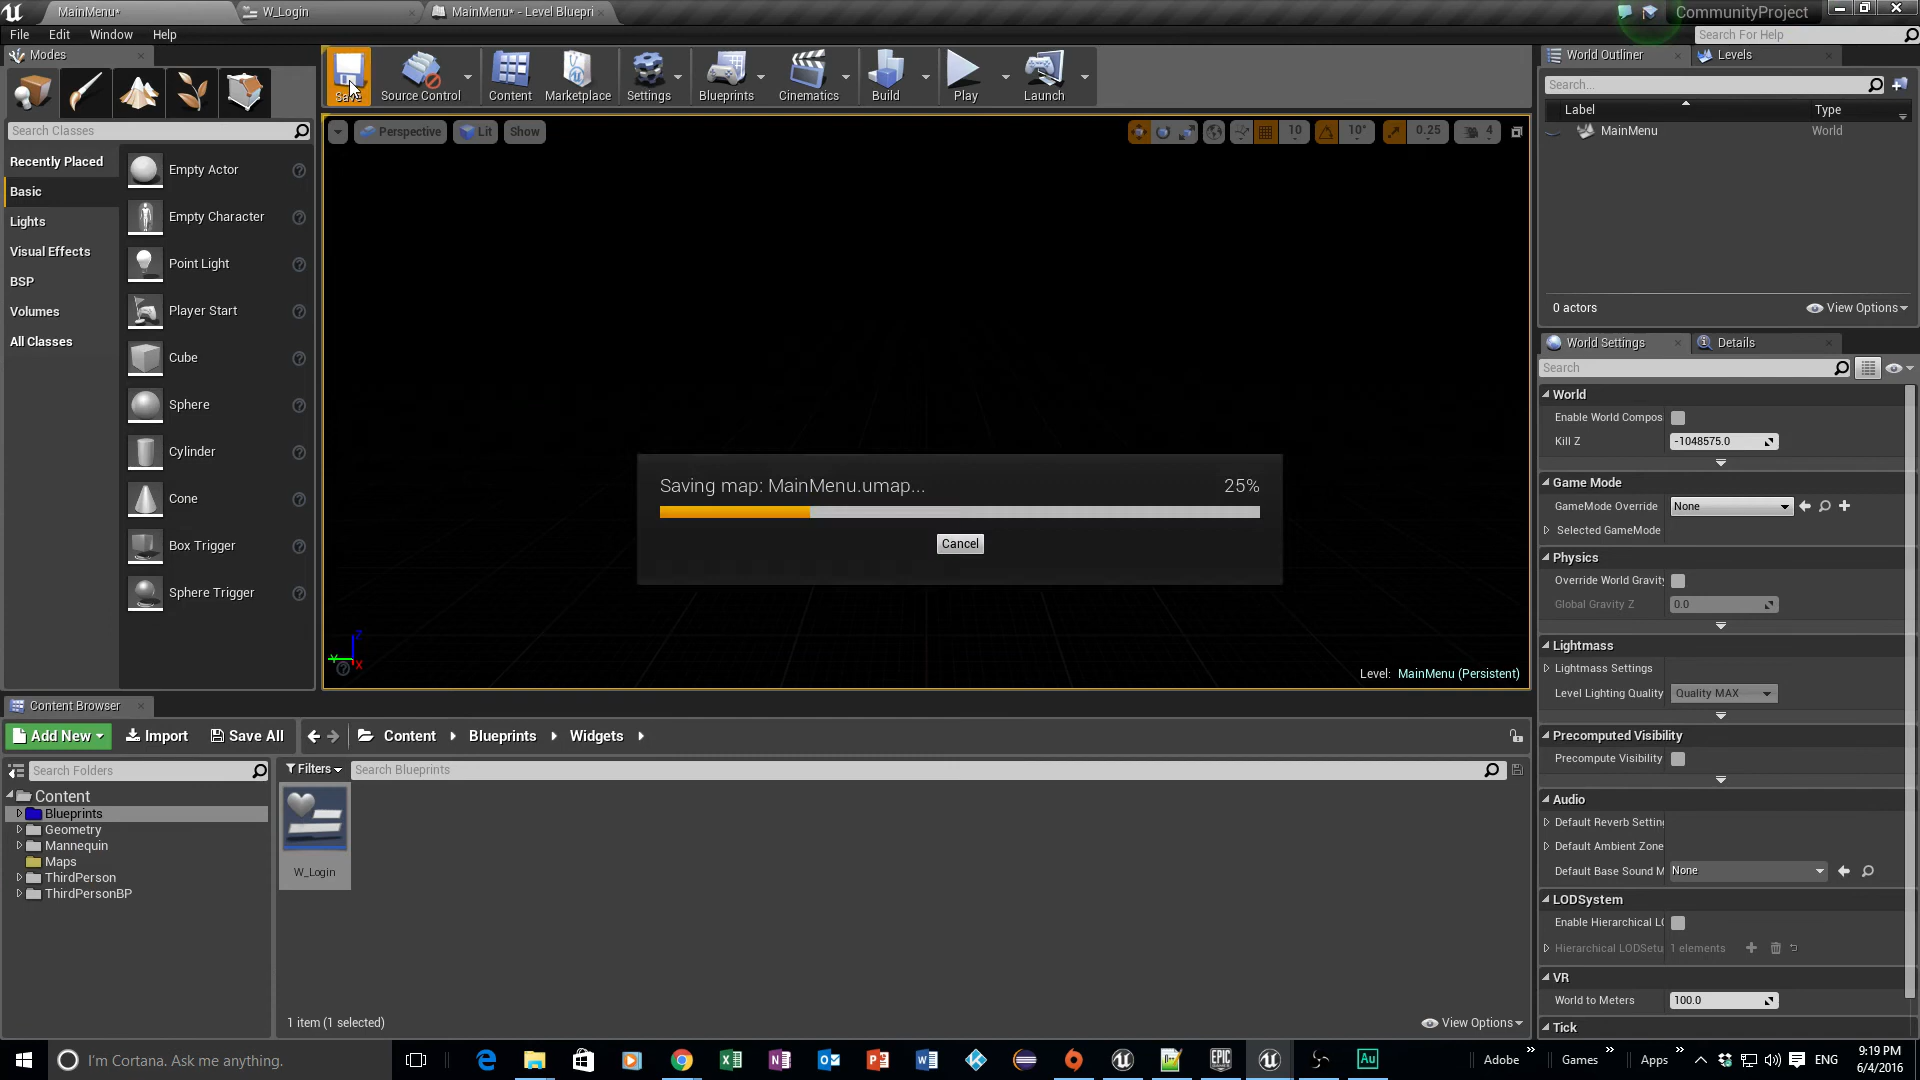 MainMenu*
W_Login
MainMenu* - Level Bluepri
CommunityProject
File
Edit
Window
Help
Search For Help
Modes
Search Classes
Recently Placed
Basic
Lights
Visual Effects
BSP
Volumes
All Classes
Empty Actor
Empty Character
Point Light
Player Start
Cube
Sphere
Cylinder
Cone
Box Trigger
Sphere Trigger
Save
Source Control
Content
Marketplace
Settings
Blueprints
Cinematics
Build
Play
Launch
Perspective
Lit
Show
10
10°
0.25
4
Saving map: MainMenu.umap...
25%
Cancel
Z
Y
X
Level: MainMenu (Persistent)
World Outliner
Levels
Search...
Label
Type
MainMenu
World
0 actors
View Options
World Settings
Details
Search
World
Enable World Compos
Kill Z
-1048575.0
Game Mode
GameMode Override
None
Selected GameMode
Physics
Override World Gravity
Global Gravity Z
0.0
Lightmass
Lightmass Settings
Level Lighting Quality
Quality MAX
Precomputed Visibility
Precompute Visibility
Audio
Default Reverb Setting
Default Ambient Zone
Default Base Sound M
None
LODSystem
Enable Hierarchical LO
Hierarchical LODSetu
1 elements
VR
World to Meters
100.0
Tick
Content Browser
Add New
Import
Save All
Content
Blueprints
Widgets
Search Folders
Filters
Search Blueprints
Content
Blueprints
Geometry
Mannequin
Maps
ThirdPerson
ThirdPersonBP
W_Login
1 item (1 selected)
View Options
I'm Cortana. Ask me anything.
EPIC
GAMES
Au
Adobe
Games
Apps
ENG
9:19 PM
6/4/2016